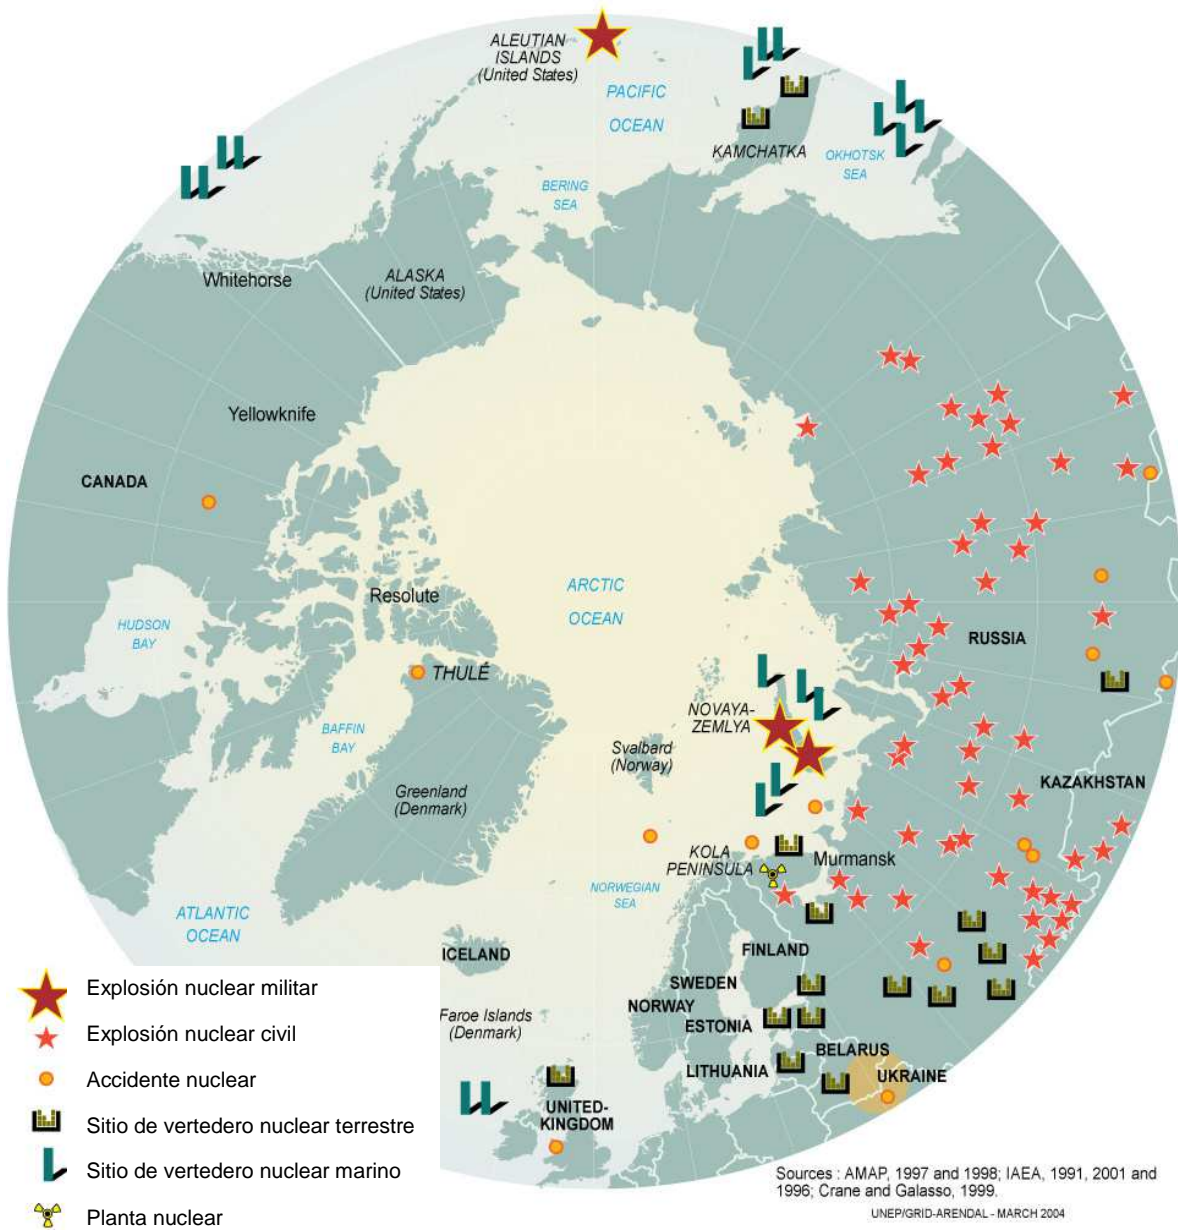 ALEUTIAN
ISLANDS
(United States)
PACIFIC
OCEAN
KAMCHATKA
OKHOTSK
SEA
BERING
SEA
Whitehorse
ALASKA
(United States)
Yellowknife
CANADA
ARCTIC
OCEAN
Resolute
HUDSON
BAY
RUSSIA
THULÉ
NOVAYA-
ZEMLYA
BAFFIN
BAY
Svalbard
(Norway)
Greenland
(Denmark)
KAZAKHSTAN
KOLA
PENINSULA
Murmansk
NORWEGIAN
SEA
ATLANTIC
OCEAN
ICELAND
FINLAND
SWEDEN
NORWAY
Faroe Islands
(Denmark)
ESTONIA
BELARUS
LITHUANIA
UKRAINE
UNITED-
KINGDOM
Explosión nuclear militar
Explosión nuclear civil
Accidente nuclear
Sitio de vertedero nuclear terrestre
Sitio de vertedero nuclear marino
Planta nuclear
Sources : AMAP, 1997 and 1998; IAEA, 1991, 2001 and
1996; Crane and Galasso, 1999.
UNEP/GRID-ARENDAL - MARCH 2004